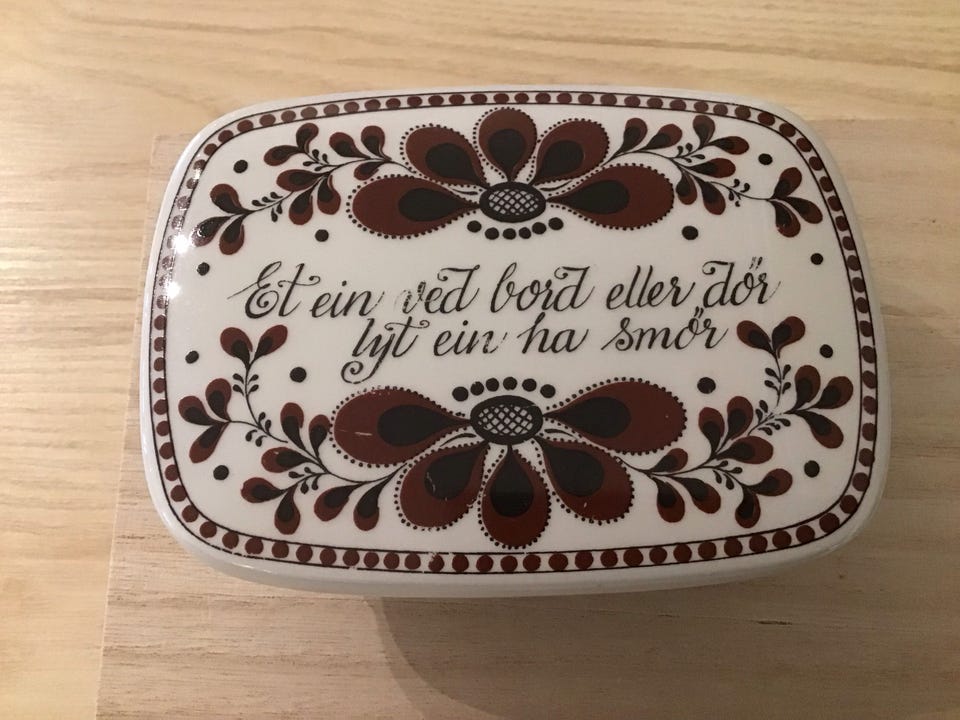 Et ein ved bord eller dör
lyt ein ha smör